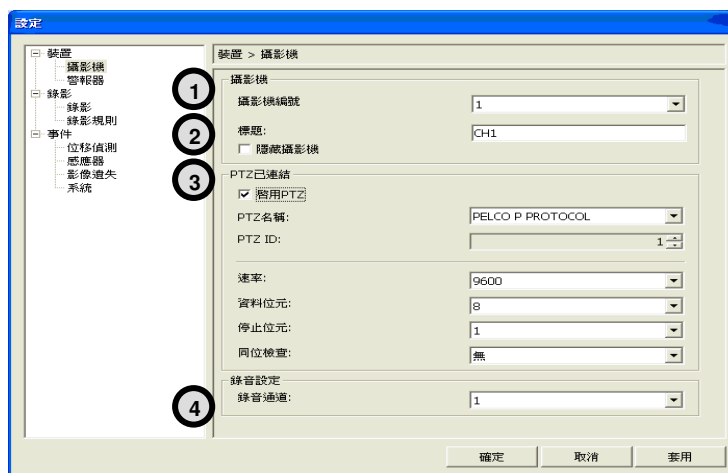 設定
裝置
攝影機
警報器
錄影
錄影
錄影規則
事件
位移偵測
感應器
影像遺失
系統
裝置 > 攝影機
1
攝影機
攝影機編號
1
2
標題:
CH1
隱藏攝影機
3
PTZ已連結
啓用PTZ
PTZ名稱:
PELCO P PROTOCOL
PTZ ID:
1
速率:
9600
資料位元:
8
停止位元:
1
同位檢查:
無
4
錄音設定
錄音通道:
1
確定
取消
套用